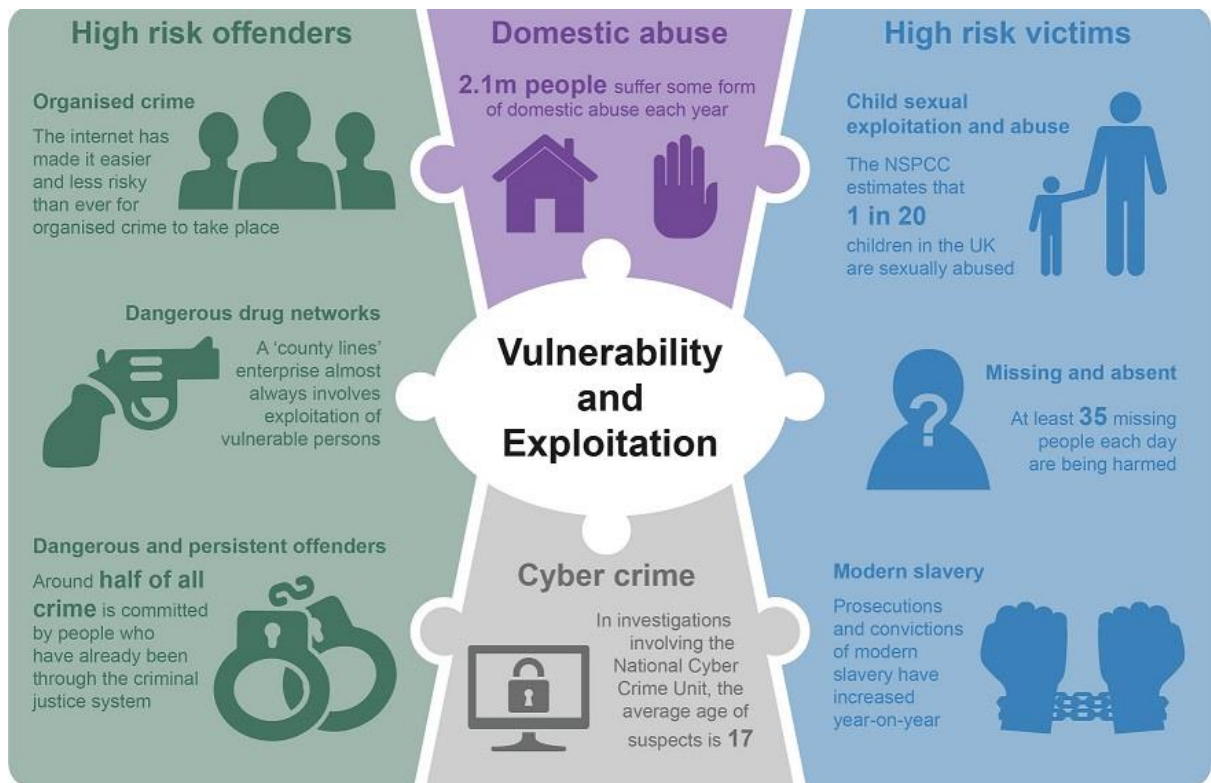 High risk offenders
Organised crime
The internet has
made it easier
and less risky
than ever for
organised crime to take place
Dangerous drug networks
A ‘county lines’
enterprise almost
always involves
exploitation of
vulnerable persons
Dangerous and persistent offenders
Around half of all
crime is committed
by people who
have already been
through the criminal
justice system
Domestic abuse
2.1m people suffer some form
of domestic abuse each year
Vulnerability
and
Exploitation
Cyber crime
In investigations
involving the
National Cyber
Crime Unit, the
average age of
suspects is 17
High risk victims
Child sexual
exploitation and abuse
The NSPCC
estimates that
1 in 20
children in the UK
are sexually abused
Missing and absent
?
At least 35 missing
people each day
are being harmed
Modern slavery
Prosecutions
and convictions
of modern
slavery have
increased
year-on-year